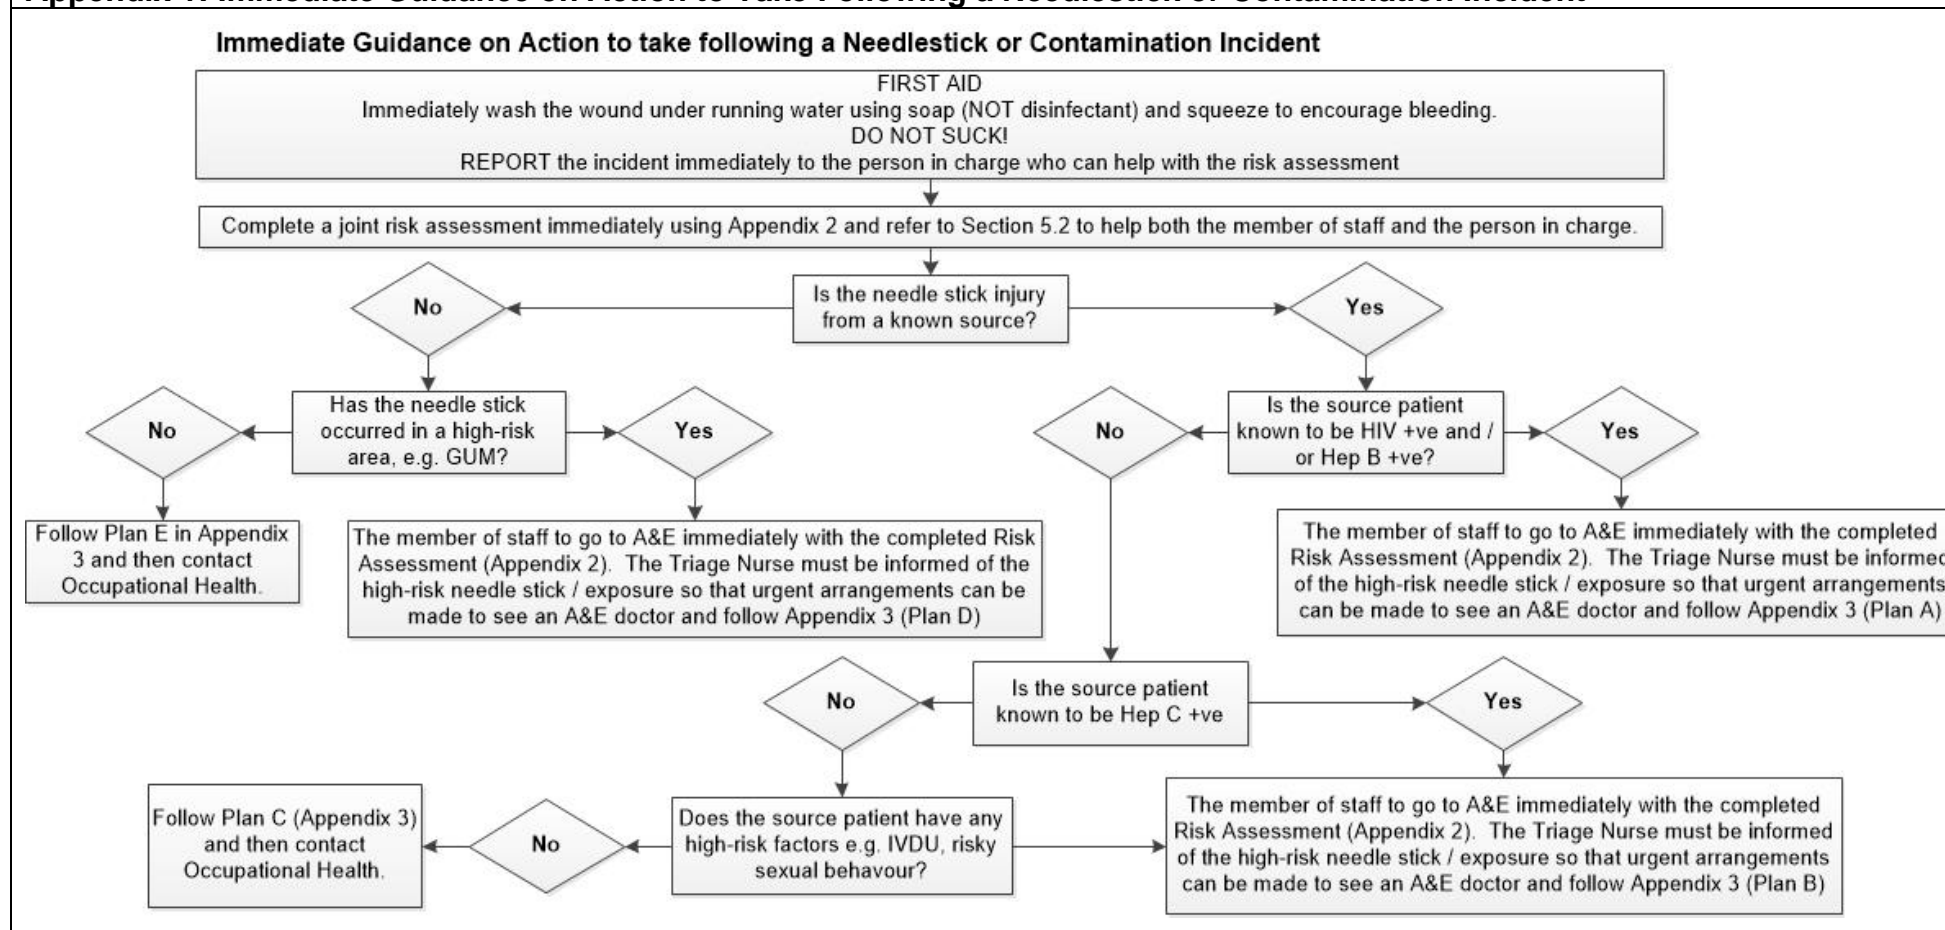 Appendix 1: Immediate Guidance on Action to Take Following a Needlestick or Contamination Incident
Immediate Guidance on Action to take following a Needlestick or Contamination Incident
FIRST AID
Immediately wash the wound under running water using soap (NOT disinfectant) and squeeze to encourage bleeding.
DO NOT SUCK!
REPORT the incident immediately to the person in charge who can help with the risk assessment
Complete a joint risk assessment immediately using Appendix 2 and refer to Section 5.2 to help both the member of staff and the person in charge.
Is the needle stick injury
from a known source?
No
Yes
Has the needle stick
occurred in a high-risk
area, e.g. GUM?
No
Yes
Is the source patient
known to be HIV +ve and /
or Hep B +ve?
No
Yes
Follow Plan E in Appendix
3 and then contact
Occupational Health.
The member of staff to go to A&E immediately with the completed Risk
Assessment (Appendix 2). The Triage Nurse must be informed of the
high-risk needle stick / exposure so that urgent arrangements can be
made to see an A&E doctor and follow Appendix 3 (Plan D)
The member of staff to go to A&E immediately with the completed
Risk Assessment (Appendix 2). The Triage Nurse must be informed
of the high-risk needle stick / exposure so that urgent arrangements
can be made to see an A&E doctor and follow Appendix 3 (Plan A)
Is the source patient
known to be Hep C +ve
No
Yes
Does the source patient have any
high-risk factors e.g. IVDU, risky
sexual behavour?
No
Follow Plan C (Appendix 3)
and then contact
Occupational Health.
The member of staff to go to A&E immediately with the completed
Risk Assessment (Appendix 2). The Triage Nurse must be informed
of the high-risk needle stick / exposure so that urgent arrangements
can be made to see an A&E doctor and follow Appendix 3 (Plan B)